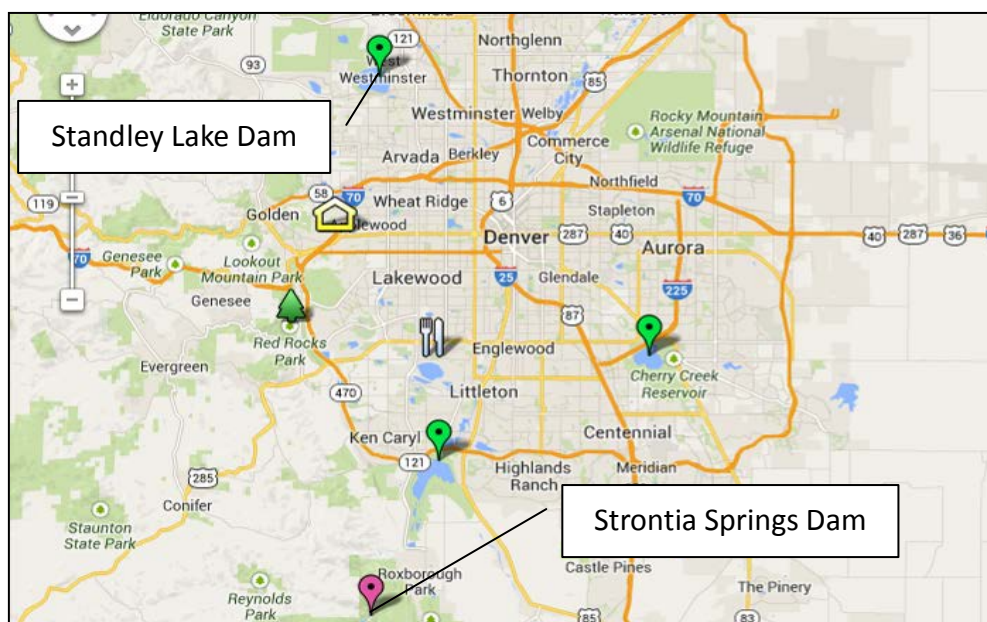 Eldorado Canyon
State Park
121
Northglenn
93
West
Westminster
Thornton
85
Standley Lake Dam
Westminster
Welby
Rocky Mountain
Arsenal National
Wildlife Refuge
Commerce
City
Arvada
Berkley
119
58
70
Wheat Ridge
6
Northfield
70
Golden
Stapleton
Denver
287
40
Aurora
40
287
36
70
Genesee
Park
Lookout
Mountain Park
Lakewood
25
Glendale
225
Genesee
87
Red Rocks
Park
Englewood
Evergreen
Cherry Creek
Reservoir
470
Littleton
Ken Caryl
Centennial
121
Highlands
Ranch
Meridian
285
Conifer
Staunton
State Park
Strontia Springs Dam
Roxborough
Park
Castle Pines
Reynolds
Park
The Pinery
85
83